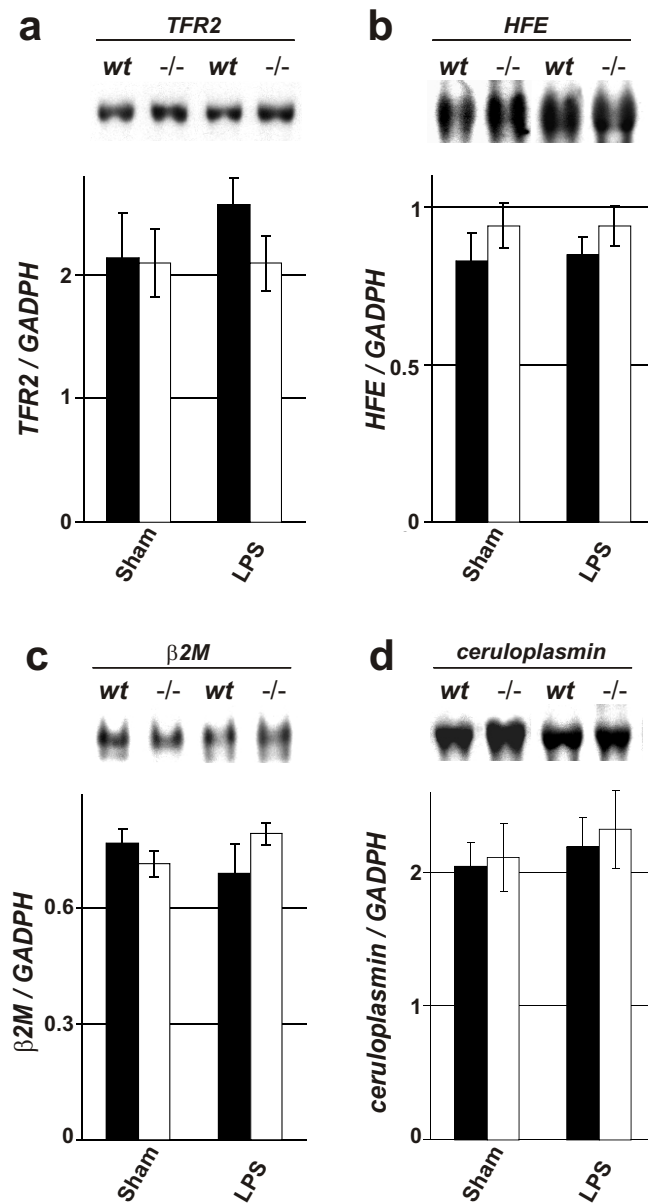 a
TFR2
wt -/- wt -/-
TFR2 / GADPH
2
1
0
Sham
LPS
b
HFE
wt -/- wt -/-
HFE / GADPH
1
0.5
0
Sham
LPS
c
β2M
wt -/- wt -/-
β2M / GADPH
0.6
0.3
0
Sham
LPS
d
ceruloplasmin
wt -/- wt -/-
ceruloplasmin / GADPH
2
1
0
Sham
LPS